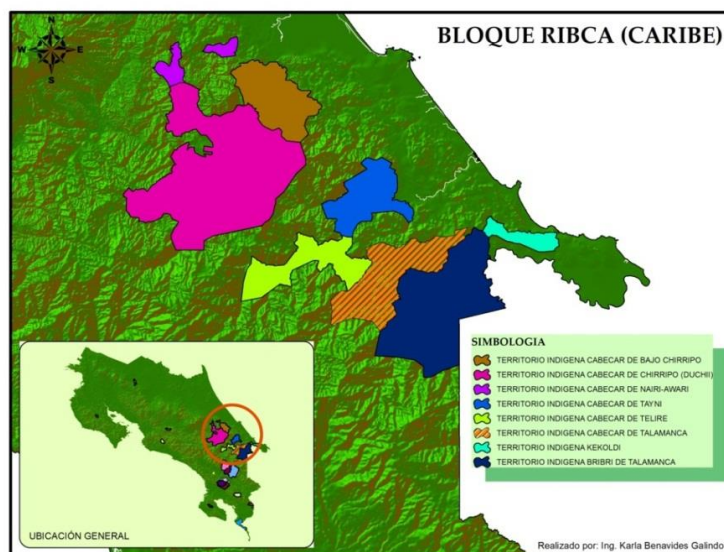 BLOQUE RIBCA (CARIBE)
N
W E
S
SIMBOLOGIA
TERRITORIO INDIGENA CABECAR DE BAJO CHIRRIPO
TERRITORIO INDIGENA CABECAR DE CHIRRIPO (DUCHII)
TERRITORIO INDIGENA CABECAR DE NAIRI-AWARI
TERRITORIO INDIGENA CABECAR DE TAYNI
TERRITORIO INDIGENA CABECAR DE TELIRE
TERRITORIO INDIGENA CABECAR DE TALAMANCA
TERRITORIO INDIGENA KEKOLDI
TERRITORIO INDIGENA BRIBRI DE TALAMANCA
UBICACIÓN GENERAL
Realizado por: Ing. Karla Benavides Galindo